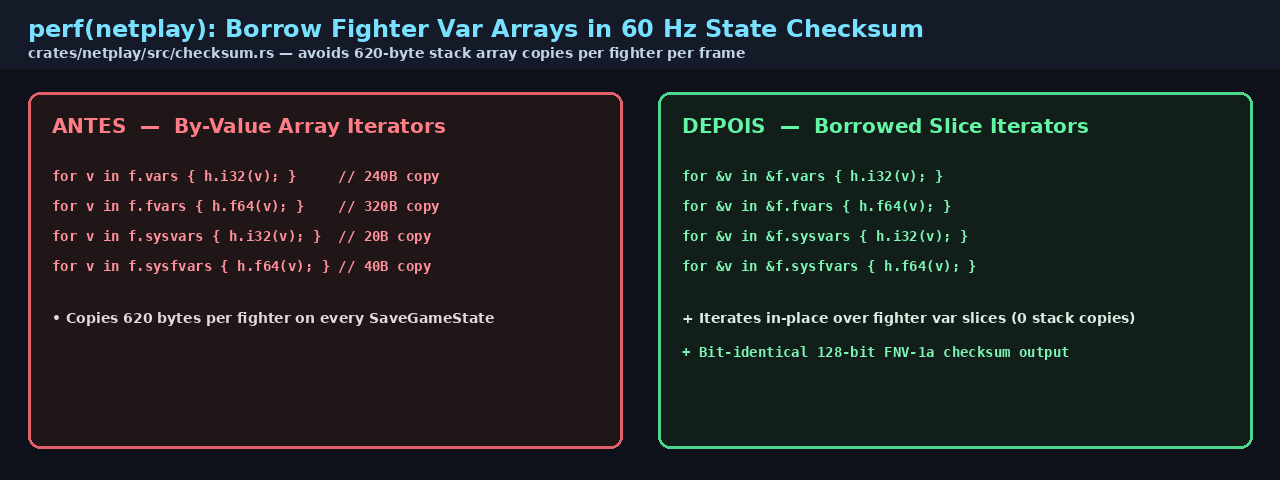 perf(netplay): Borrow Fighter Var Arrays in 60 Hz State Checksum
crates/netplay/src/checksum.rs — avoids 620-byte stack array copies per fighter per frame
ANTES — By-Value Array Iterators
for v in f.vars { h.i32(v); } // 240B copy
for v in f.fvars { h.f64(v); } // 320B copy
for v in f.sysvars { h.i32(v); } // 20B copy
for v in f.sysfvars { h.f64(v); } // 40B copy
• Copies 620 bytes per fighter on every SaveGameState
DEPOIS — Borrowed Slice Iterators
for &v in &f.vars { h.i32(v); }
for &v in &f.fvars { h.f64(v); }
for &v in &f.sysvars { h.i32(v); }
for &v in &f.sysfvars { h.f64(v); }
+ Iterates in-place over fighter var slices (0 stack copies)
+ Bit-identical 128-bit FNV-1a checksum output